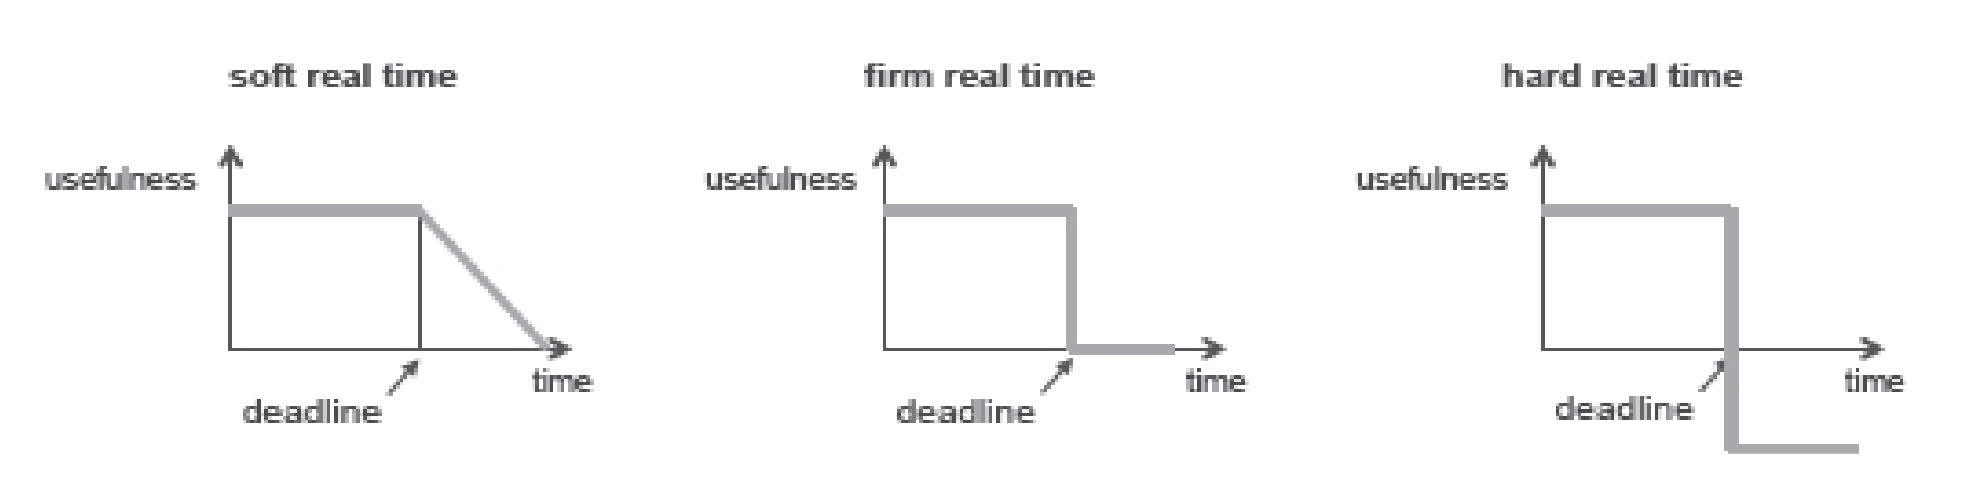 soft real time
usefulness
time
deadline
firm real time
usefulness
time
deadline
hard real time
usefulness
time
deadline